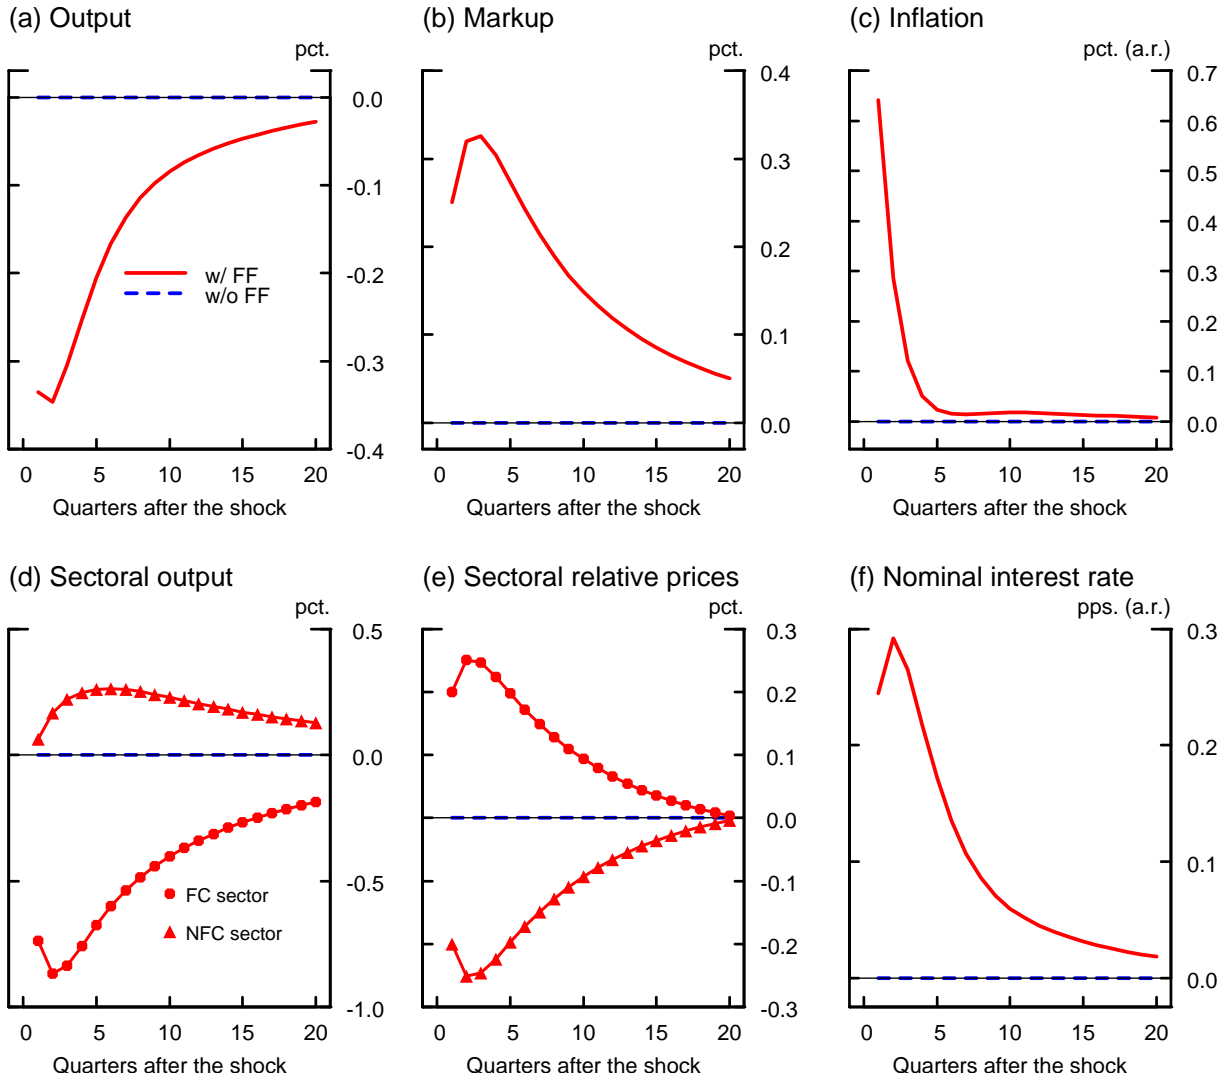 (a) Output
pct.
0.0
-0.1
-0.2
-0.3
-0.4
w/ FF
w/o FF
0 5 10 15 20
Quarters after the shock
(b) Markup
pct.
0.4
0.3
0.2
0.1
0.0
0 5 10 15 20
Quarters after the shock
(c) Inflation
pct. (a.r.)
0.7
0.6
0.5
0.4
0.3
0.2
0.1
0.0
0 5 10 15 20
Quarters after the shock
(d) Sectoral output
pct.
0.5
0.0
-0.5
-1.0
FC sector
NFC sector
0 5 10 15 20
Quarters after the shock
(e) Sectoral relative prices
pct.
0.3
0.2
0.1
0.0
-0.1
-0.2
-0.3
0 5 10 15 20
Quarters after the shock
(f) Nominal interest rate
pps. (a.r.)
0.3
0.2
0.1
0.0
0 5 10 15 20
Quarters after the shock